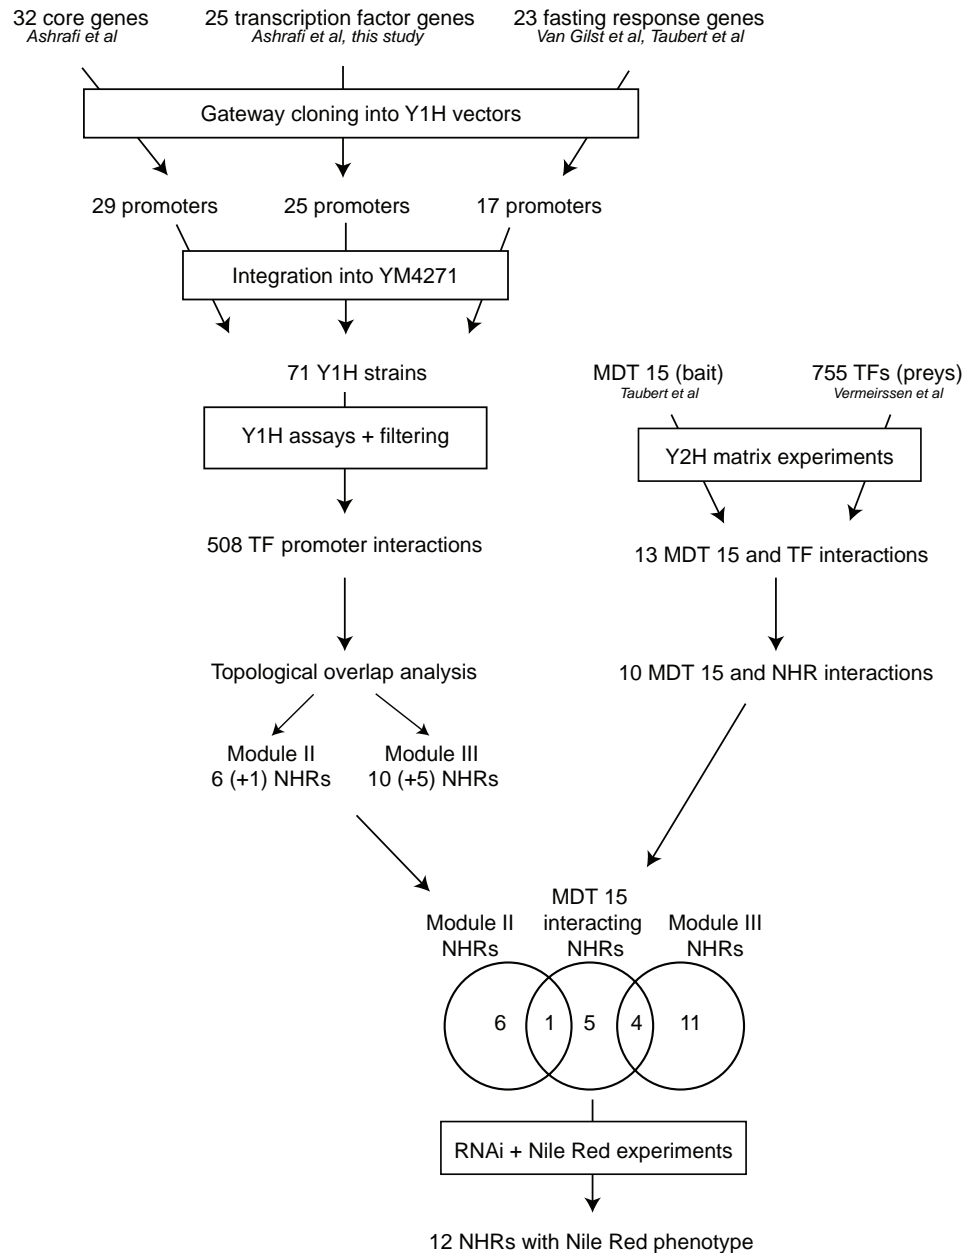 32 core genes
Ashrafi et al
25 transcription factor genes
Ashrafi et al, this study
23 fasting response genes
Van Gilst et al, Taubert et al
Gateway cloning into Y1H vectors
29 promoters
25 promoters
17 promoters
Integration into YM4271
71 Y1H strains
MDT 15 (bait)
Taubert et al
755 TFs (preys)
Vermeirssen et al
Y1H assays + filtering
Y2H matrix experiments
508 TF promoter interactions
13 MDT 15 and TF interactions
Topological overlap analysis
10 MDT 15 and NHR interactions
Module II
6 (+1) NHRs
Module III
10 (+5) NHRs
Module II
NHRs
MDT 15
interacting
NHRs
Module III
NHRs
6
1
5
4
11
RNAi + Nile Red experiments
12 NHRs with Nile Red phenotype